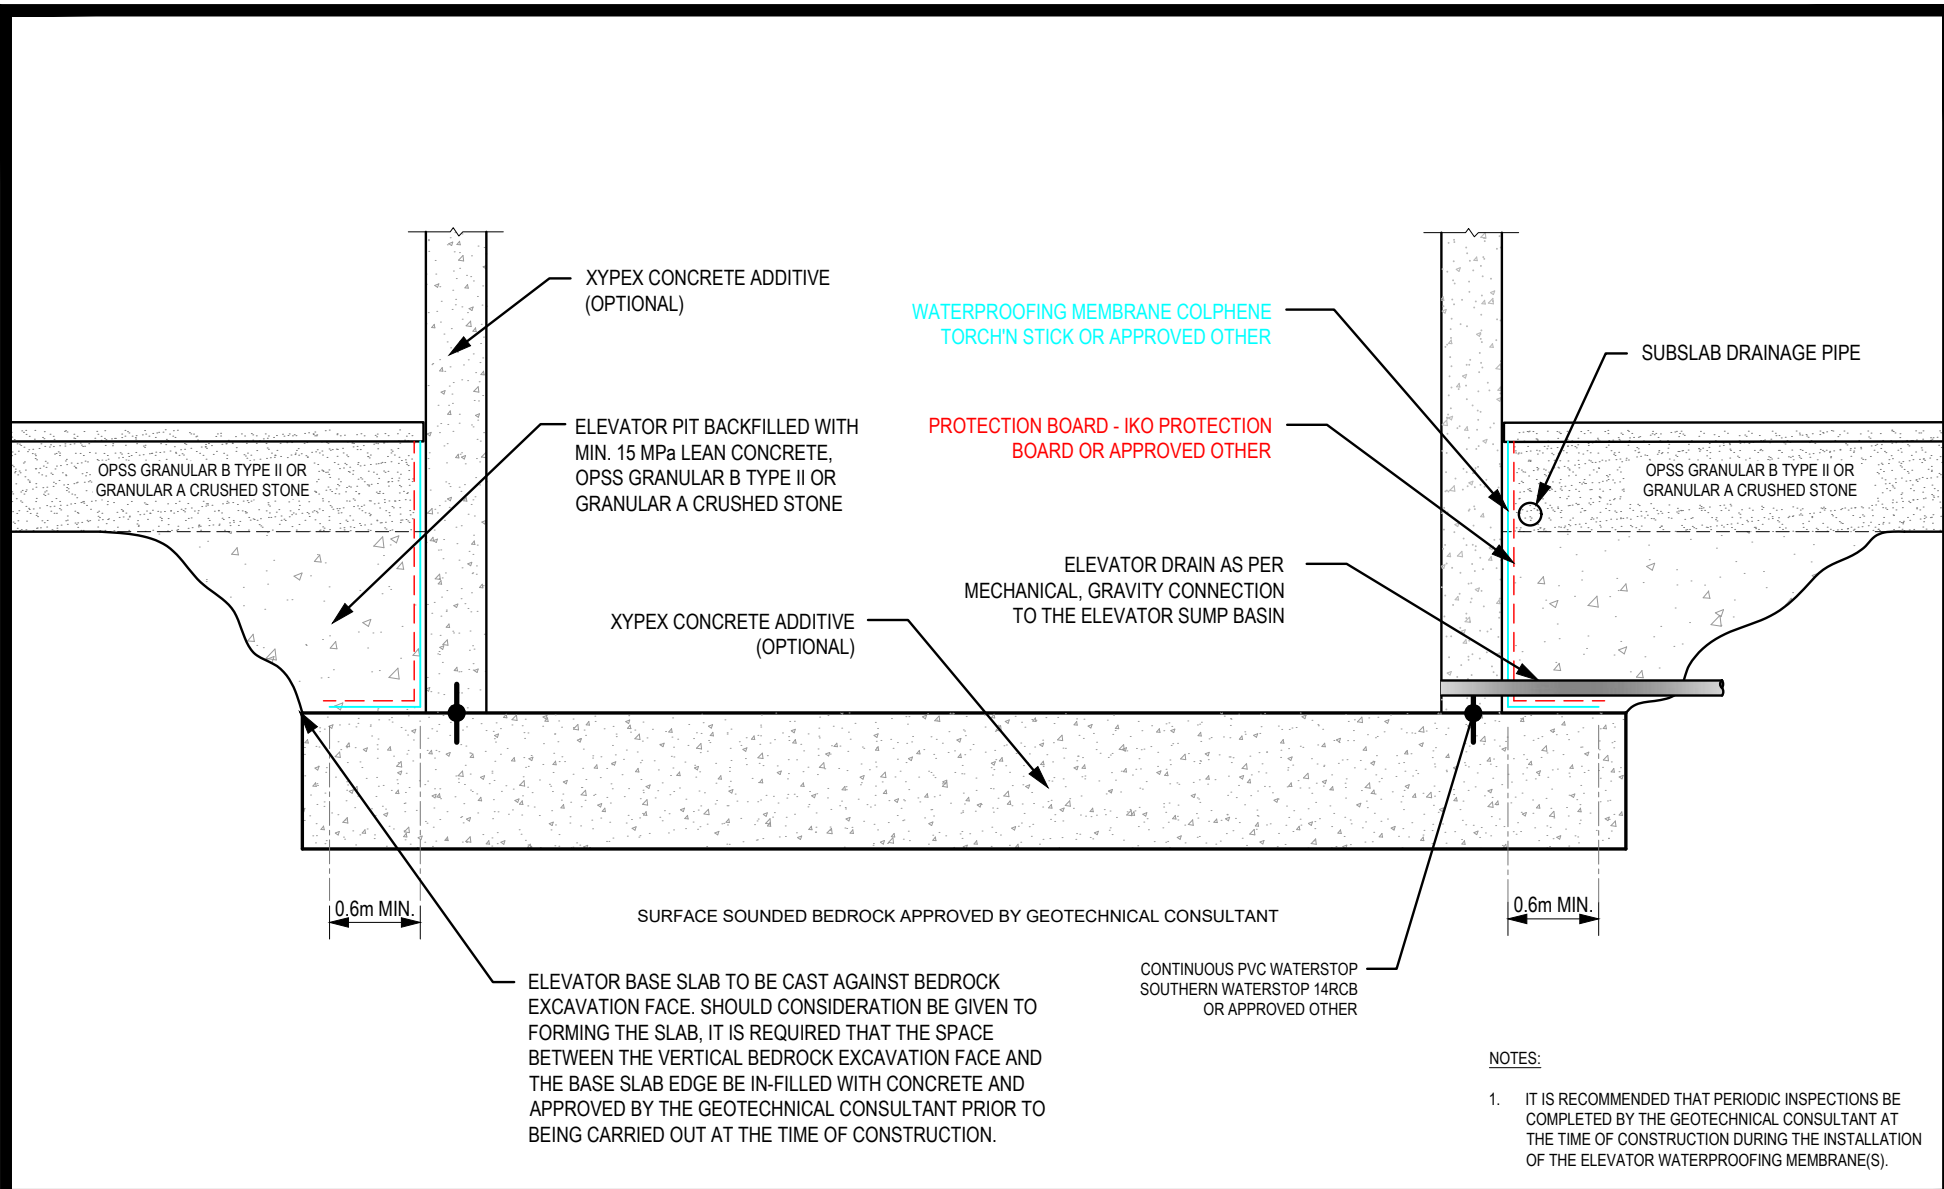 XYPEX CONCRETE ADDITIVE
(OPTIONAL)
WATERPROOFING MEMBRANE COLPHENE
TORCH'N STICK OR APPROVED OTHER
SUBSLAB DRAINAGE PIPE
ELEVATOR PIT BACKFILLED WITH
MIN. 15 MPa LEAN CONCRETE,
OPSS GRANULAR B TYPE II OR
GRANULAR A CRUSHED STONE
PROTECTION BOARD - IKO PROTECTION
BOARD OR APPROVED OTHER
OPSS GRANULAR B TYPE II OR
GRANULAR A CRUSHED STONE
OPSS GRANULAR B TYPE II OR
GRANULAR A CRUSHED STONE
ELEVATOR DRAIN AS PER
MECHANICAL, GRAVITY CONNECTION
TO THE ELEVATOR SUMP BASIN
XYPEX CONCRETE ADDITIVE
(OPTIONAL)
0.6m MIN.
0.6m MIN.
SURFACE SOUNDED BEDROCK APPROVED BY GEOTECHNICAL CONSULTANT
ELEVATOR BASE SLAB TO BE CAST AGAINST BEDROCK
EXCAVATION FACE. SHOULD CONSIDERATION BE GIVEN TO
FORMING THE SLAB, IT IS REQUIRED THAT THE SPACE
BETWEEN THE VERTICAL BEDROCK EXCAVATION FACE AND
THE BASE SLAB EDGE BE IN-FILLED WITH CONCRETE AND
APPROVED BY THE GEOTECHNICAL CONSULTANT PRIOR TO
BEING CARRIED OUT AT THE TIME OF CONSTRUCTION.
CONTINUOUS PVC WATERSTOP
SOUTHERN WATERSTOP 14RCB
OR APPROVED OTHER
NOTES:
1. IT IS RECOMMENDED THAT PERIODIC INSPECTIONS BE
COMPLETED BY THE GEOTECHNICAL CONSULTANT AT
THE TIME OF CONSTRUCTION DURING THE INSTALLATION
OF THE ELEVATOR WATERPROOFING MEMBRANE(S).